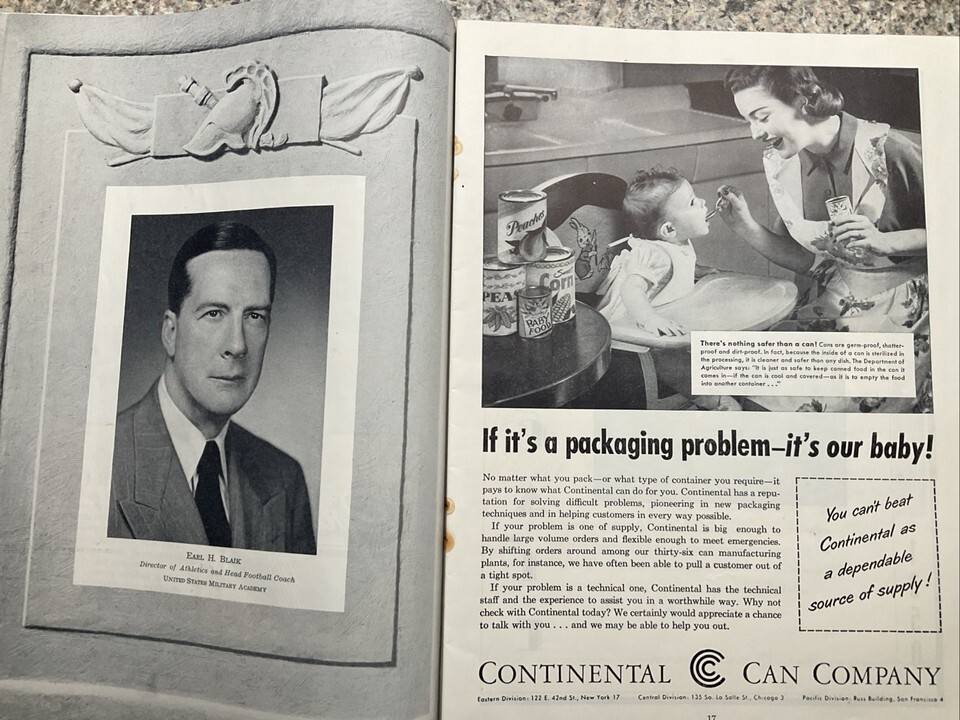 EARL H. BLAIK
Director of Athletics and Head Football Coach
UNITED STATES MILITARY ACADEMY
Peaches
PEAS
Sweet
Corn
BABY
FOOD
There's nothing safer than a can! Cans are germ-proof, shatter-
proof and dirt-proof. In fact, because the inside of a can is sterilized in
the processing, it is cleaner and safer than any dish. The Department of
Agriculture says: "It is just as safe to keep canned food in the can it
comes in—if the can is cool and covered—as it is to empty the food
into another container . . ."
If it's a packaging problem—it's our baby!
No matter what you pack—or what type of container you require—it
pays to know what Continental can do for you. Continental has a repu-
tation for solving difficult problems, pioneering in new packaging
techniques and in helping customers in every way possible.
If your problem is one of supply, Continental is big enough to
handle large volume orders and flexible enough to meet emergencies.
By shifting orders around among our thirty-six can manufacturing
plants, for instance, we have often been able to pull a customer out of
a tight spot.
If your problem is a technical one, Continental has the technical
staff and the experience to assist you in a worthwhile way. Why not
check with Continental today? We certainly would appreciate a chance
to talk with you . . . and we may be able to help you out.
You can't beat
Continental as
a dependable
source of supply!
CONTINENTAL CCC CAN COMPANY
Eastern Division: 122 E. 42nd St., New York 17 Central Division: 135 So. La Salle St., Chicago 3 Pacific Division: Russ Building, San Francisco 4
17